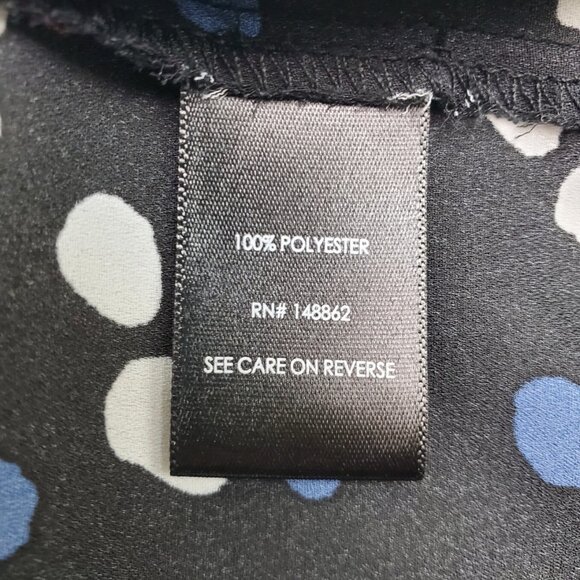 100% POLYESTER
RN# 148862
SEE CARE ON REVERSE